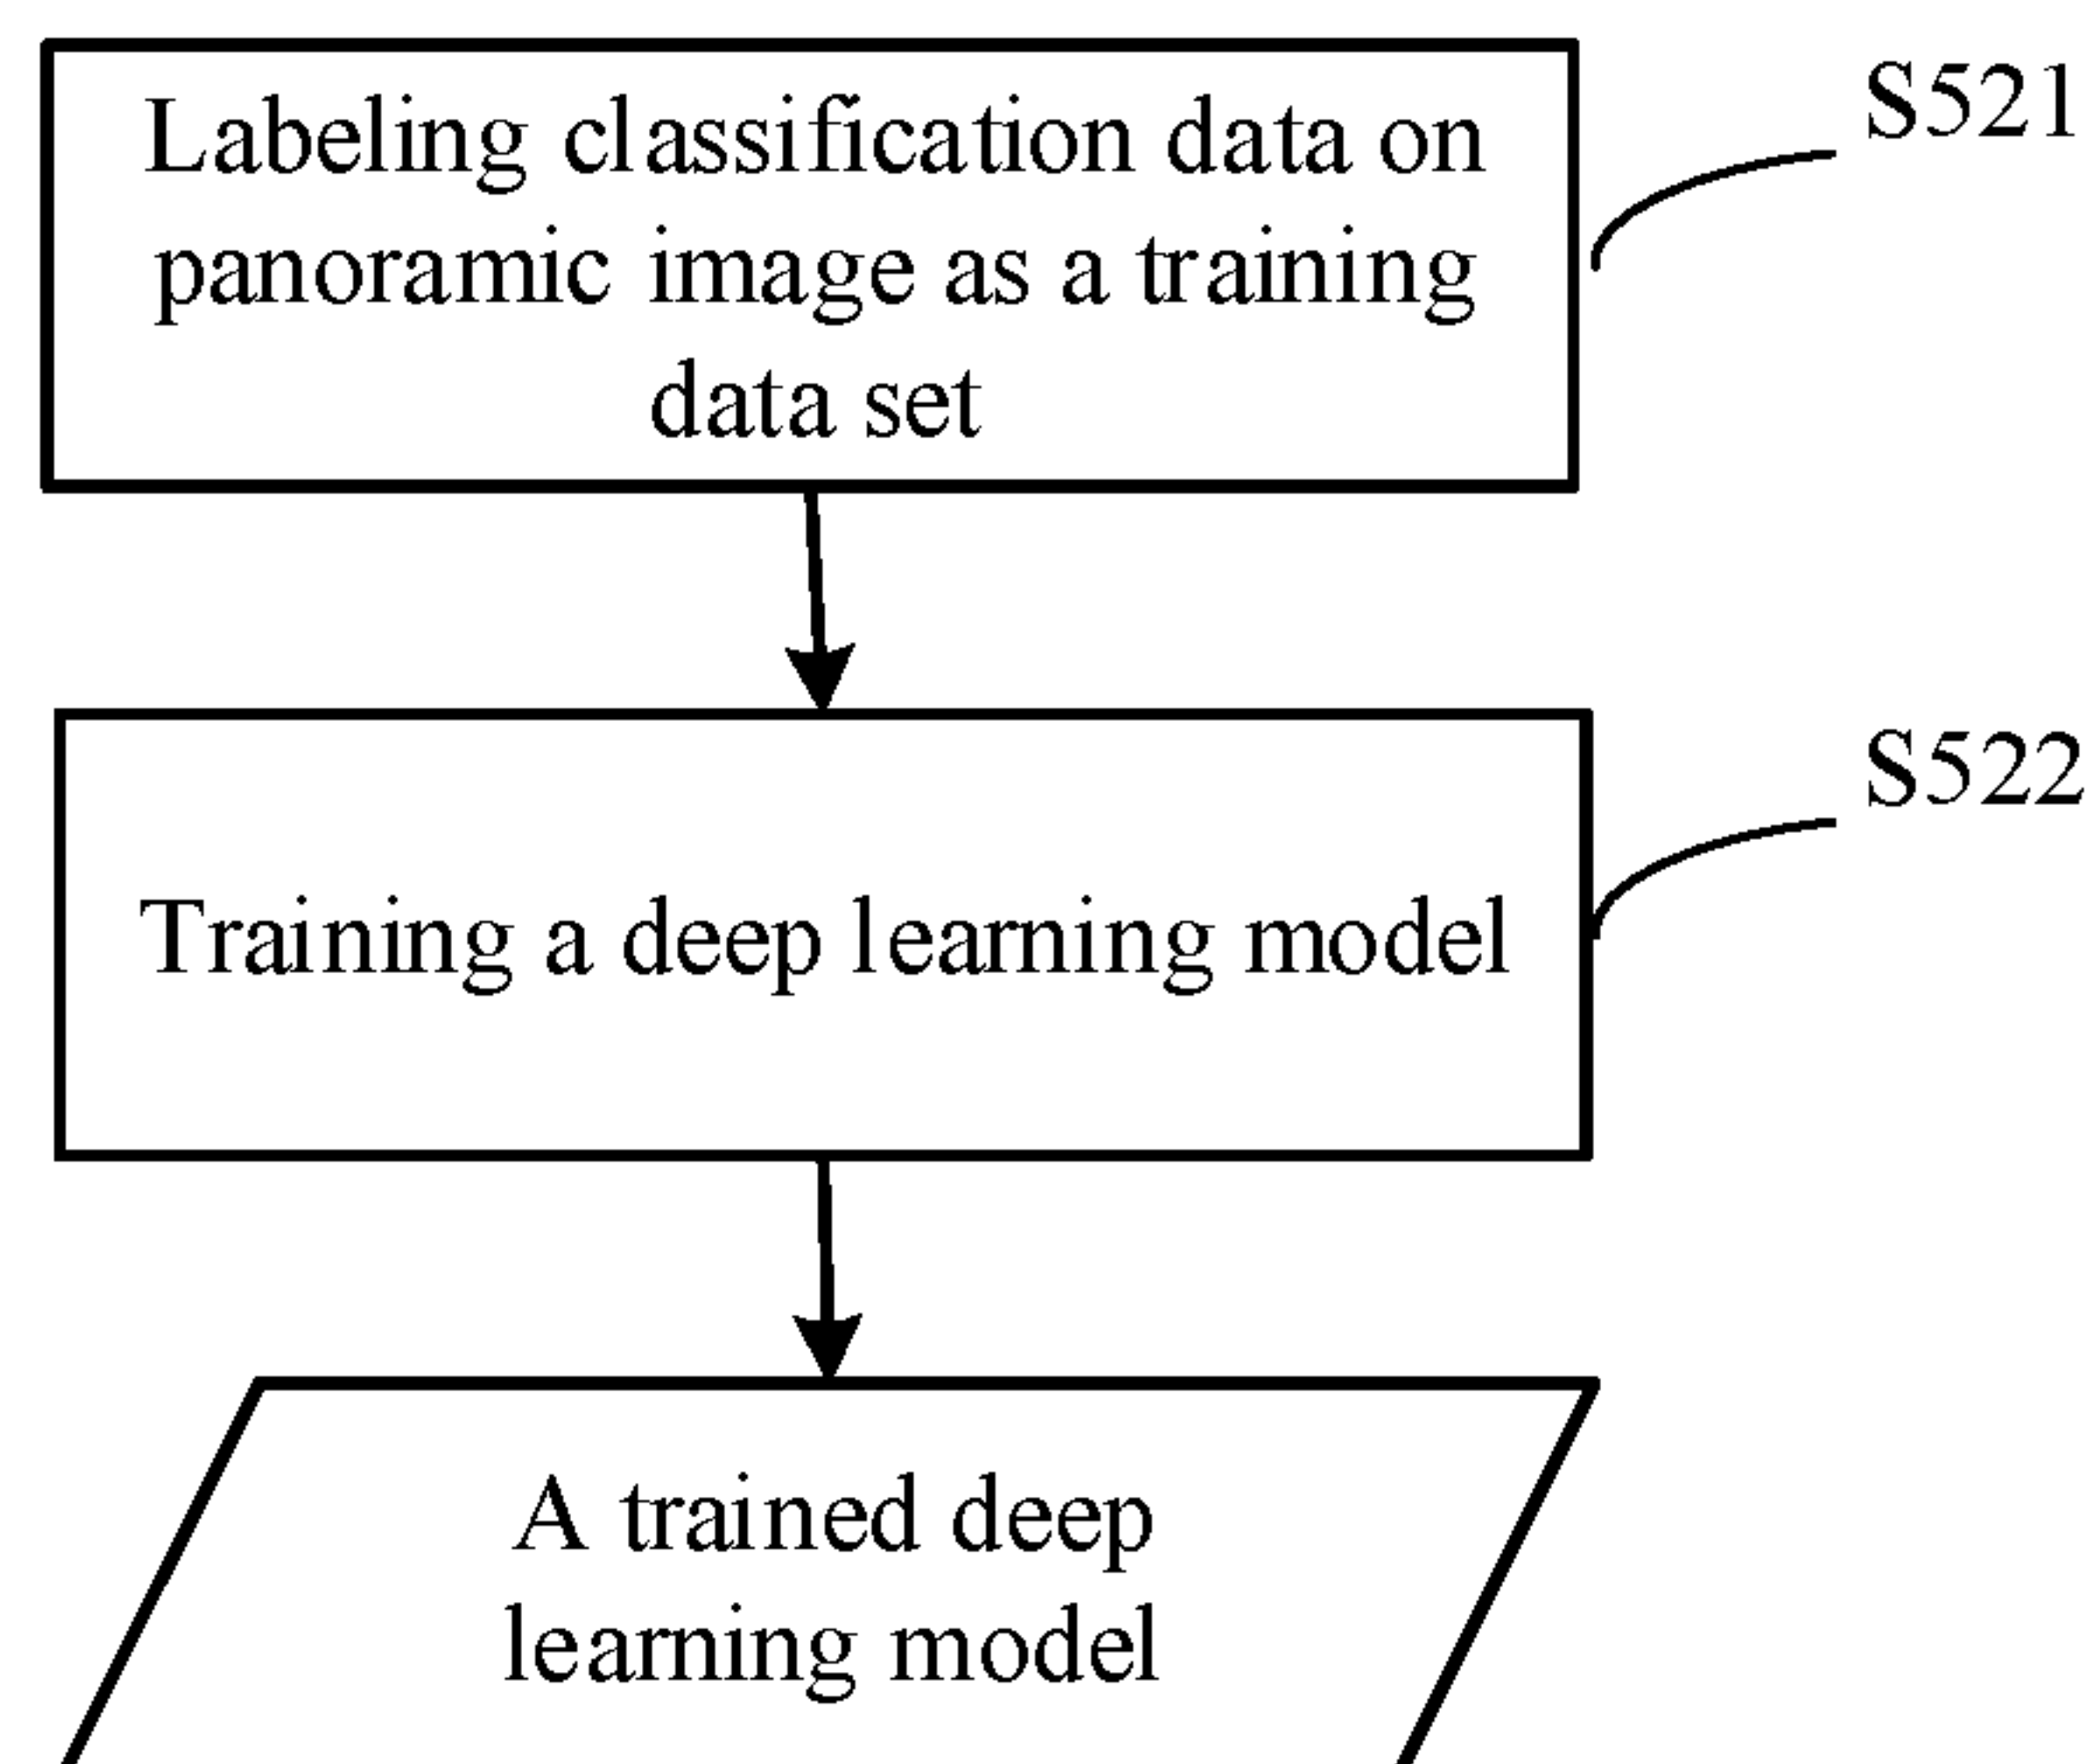 Labeling classification data on
panoramic image as a training
data set
S521
Training a deep learning model
S522
A trained deep
learning model